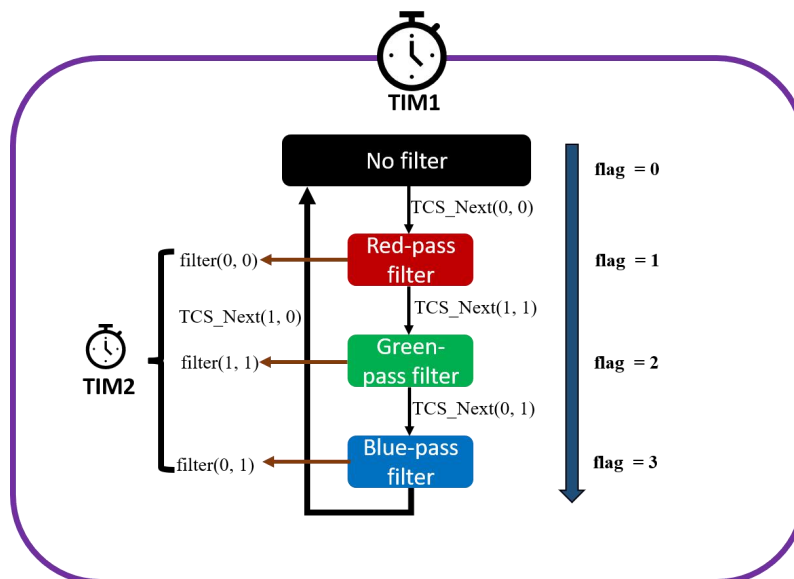 TIM1
No filter
flag = 0
TCS_Next(0, 0)
filter(0, 0)
Red-pass
filter
flag = 1
TCS_Next(1, 0)
TCS_Next(1, 1)
TIM2
filter(1, 1)
Green-
pass filter
flag = 2
TCS_Next(0, 1)
filter(0, 1)
Blue-pass
filter
flag = 3